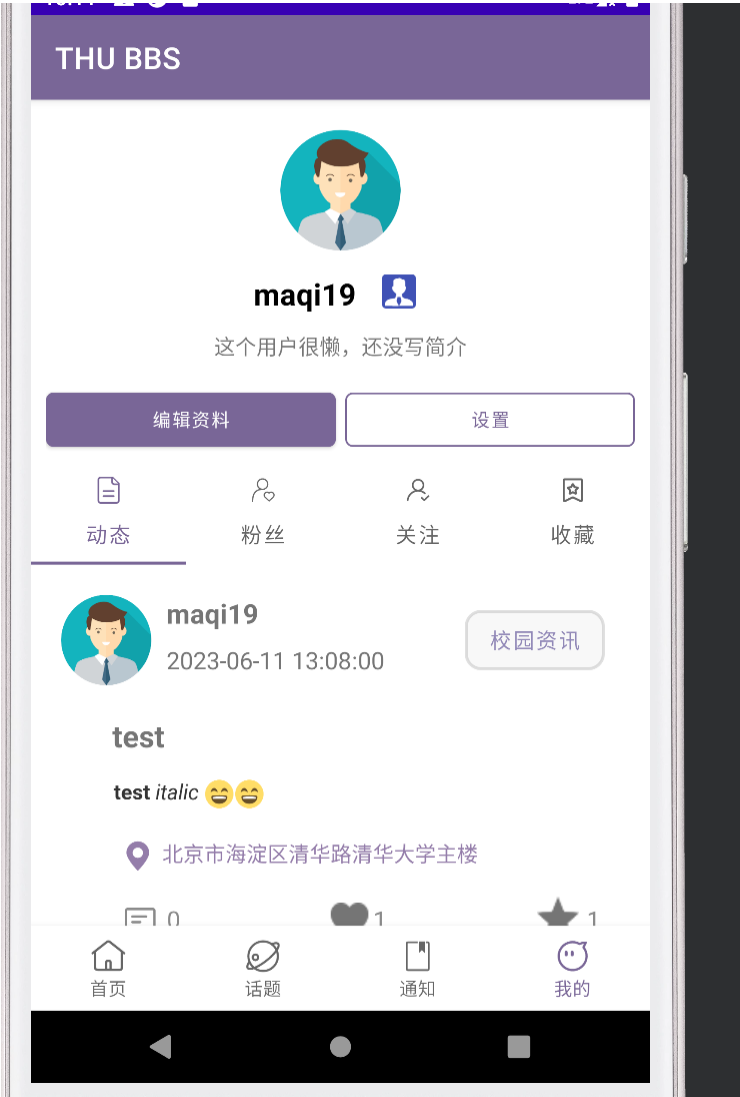 THU BBS
maqi19
这个用户很懒，还没写简介
编辑资料 设置
动态 粉丝 关注 收藏
maqi19
2023-06-11 13:08:00
校园资讯
test
test italic 😄😄
北京市海淀区清华路清华大学主楼
0 1 1
首页 话题 通知 我的